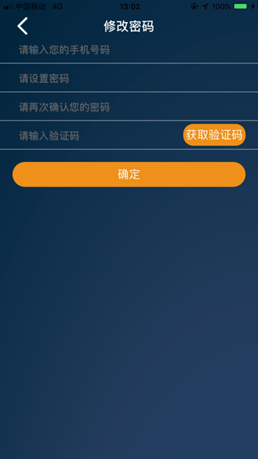 中国移动 4G 13:02 100%
修改密码
请输入您的手机号码
请设置密码
请再次确认您的密码
请输入验证码 获取验证码
确定